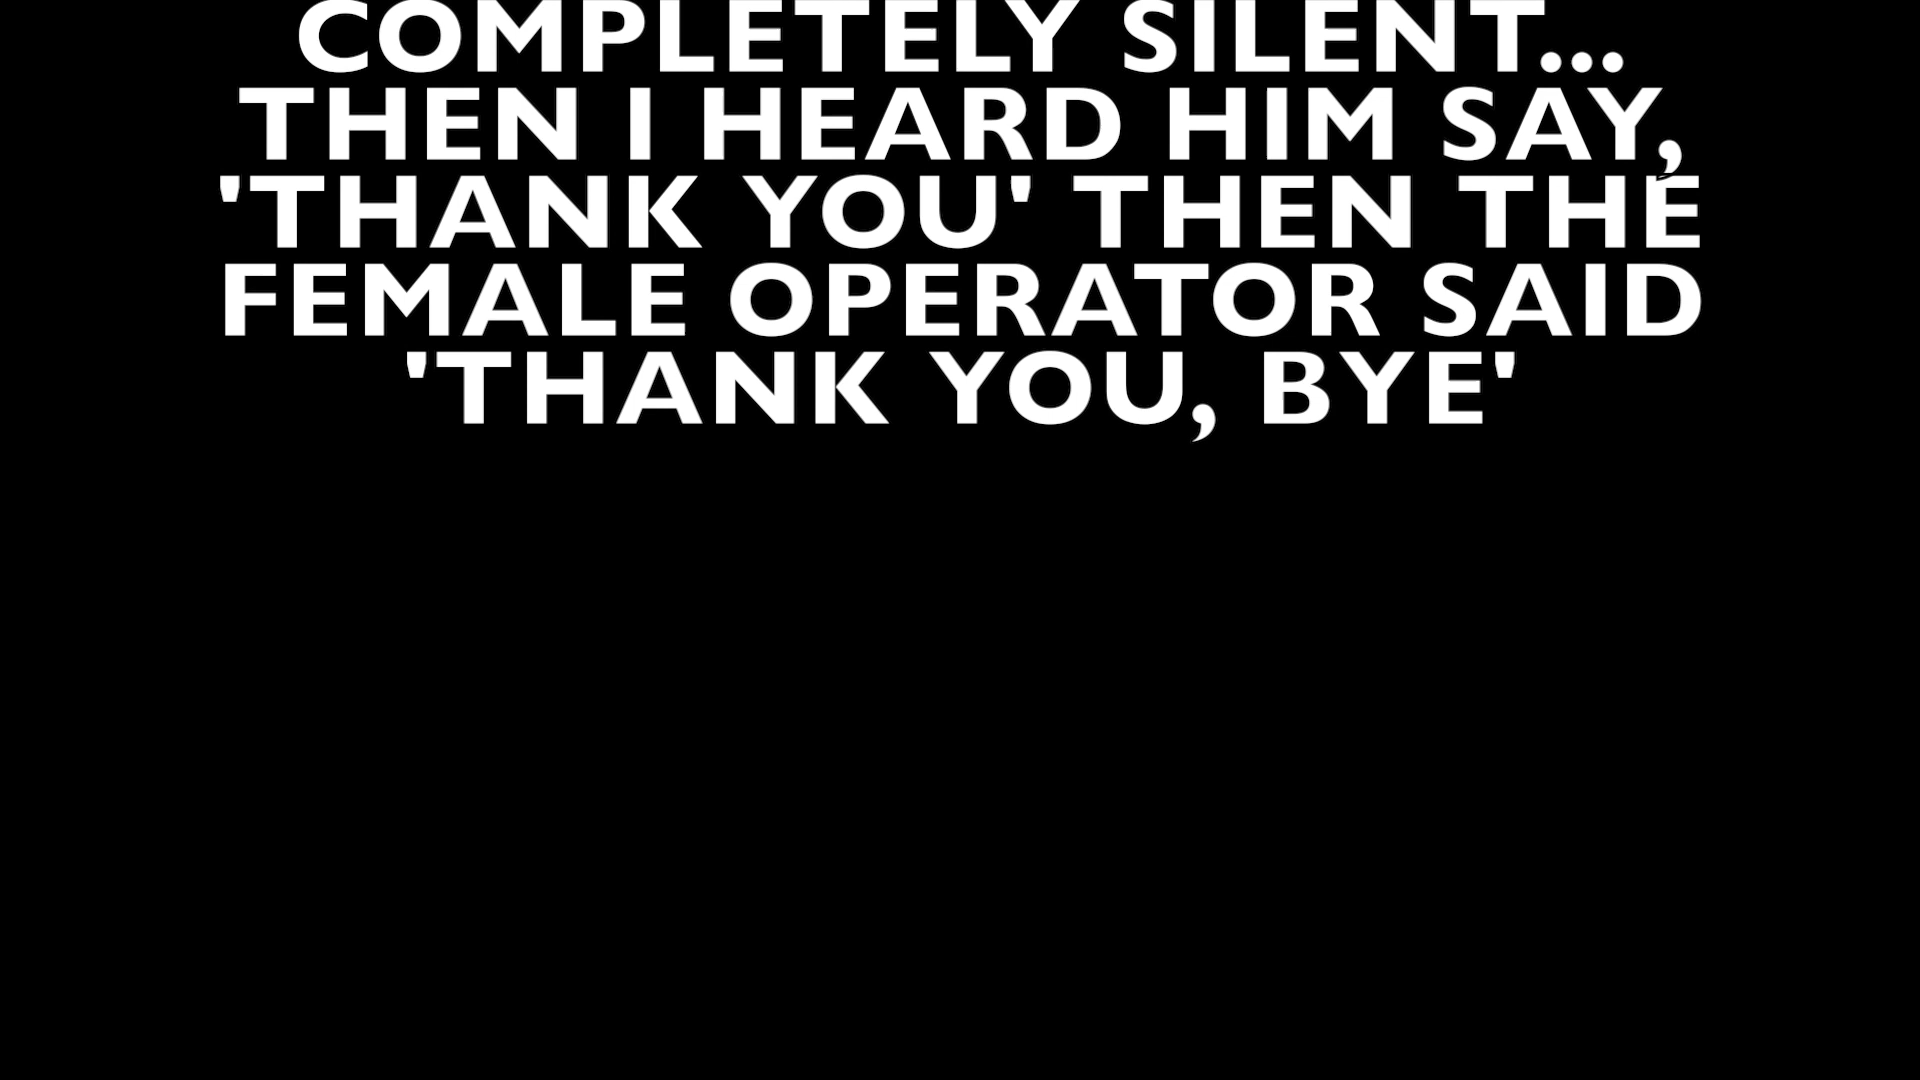 COMPLETELY SILENT...
THEN I HEARD HIM SAY,
'THANK YOU' THEN THE
FEMALE OPERATOR SAID
'THANK YOU, BYE'